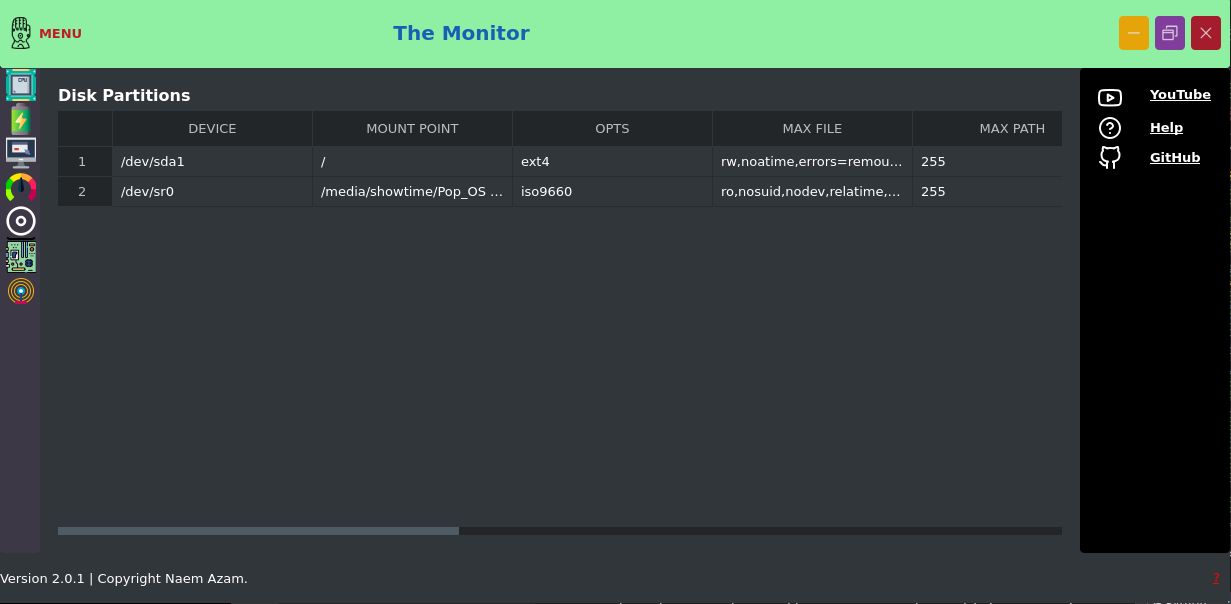 MENU
The Monitor
CPU
YouTube
Help
GitHub
Disk Partitions
DEVICE MOUNT POINT OPTS MAX FILE MAX PATH
1 /dev/sda1 / ext4 rw,noatime,errors=remou... 255
2 /dev/sr0 /media/showtime/Pop_OS ... iso9660 ro,nosuid,nodev,relatime,... 255
Version 2.0.1 | Copyright Naem Azam.
?